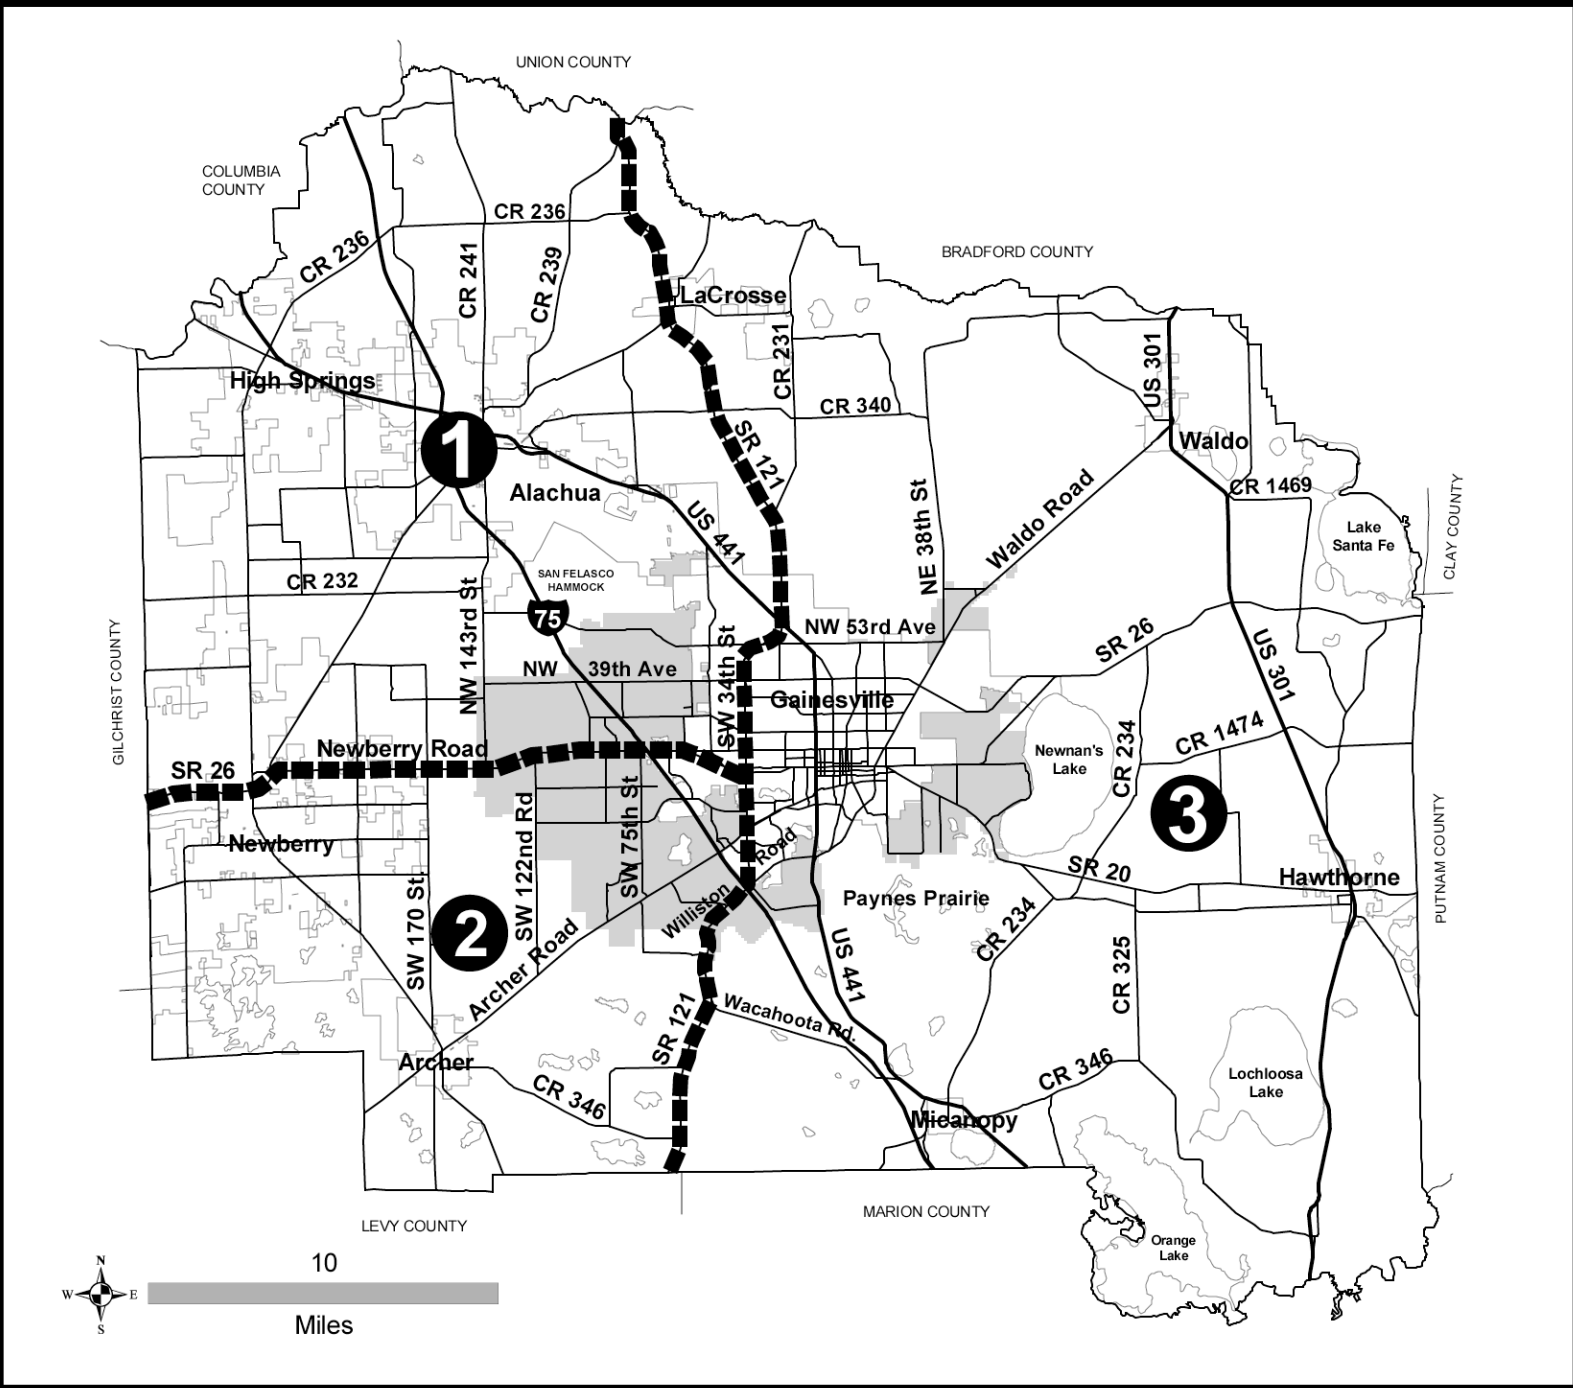 UNION COUNTY
COLUMBIA
COUNTY
CR 236
BRADFORD COUNTY
CR 236
CR 241
CR 239
LaCrosse
CR 231
US 301
High Springs
CR 340
1
SR 121
Waldo
Alachua
CR 1469
US 441
NE 38th St
Waldo Road
Lake
Santa Fe
CLAY COUNTY
SAN FELASCO
HAMMOCK
CR 232
75
NW 143rd St
NW 53rd Ave
SR 26
GILCHRIST COUNTY
NW 39th Ave
SW 34th St
Gainesville
US 301
Newberry Road
SR 26
Newnan's
Lake
CR 234
CR 1474
3
SW 122nd Rd
SW 75th St
Newberry
Road
SR 20
Hawthorne
PUTNAM COUNTY
SW 170 St.
2
Williston
Paynes Prairie
CR 234
Archer Road
US 441
CR 325
SR 121
Wacahoota Rd.
Archer
CR 346
CR 346
Lochloosa
Lake
Micanopy
LEVY COUNTY
MARION COUNTY
Orange
Lake
10
Miles
N
W E
S